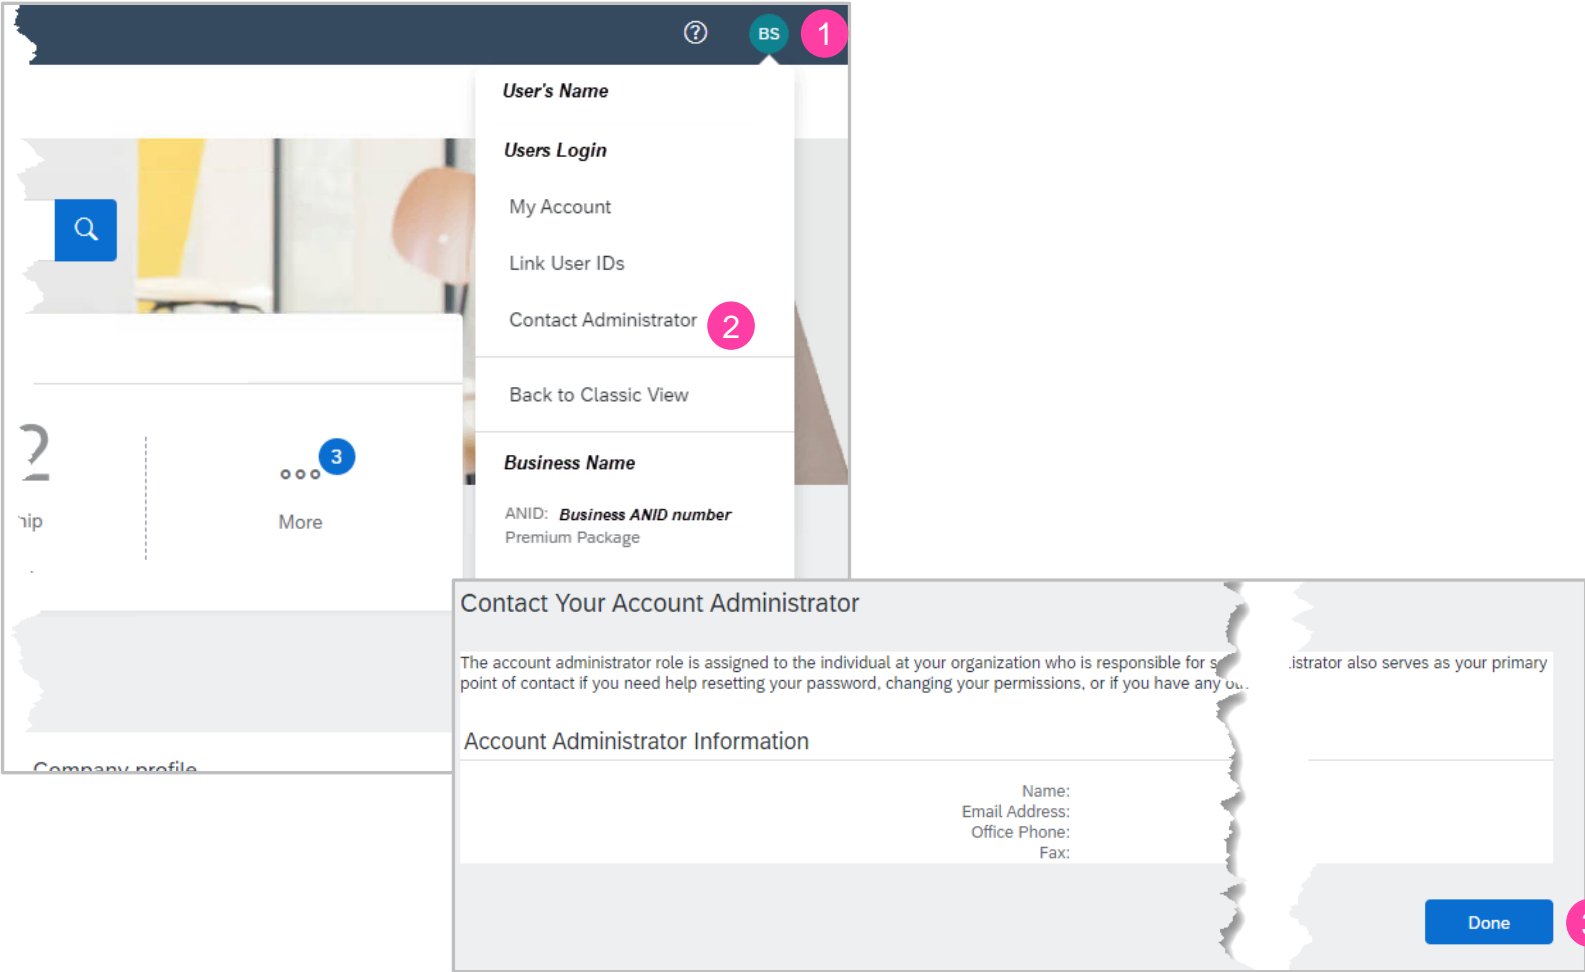 ? BS 1
User's Name
Users Login
My Account
Link User IDs
Contact Administrator 2
Back to Classic View
2
3
More
Business Name
ANID: Business ANID number
Premium Package
Company profile
Contact Your Account Administrator
The account administrator role is assigned to the individual at your organization who is responsible for
istrator also serves as your primary
point of contact if you need help resetting your password, changing your permissions, or if you have any
Account Administrator Information
Name:
Email Address:
Office Phone:
Fax:
Done